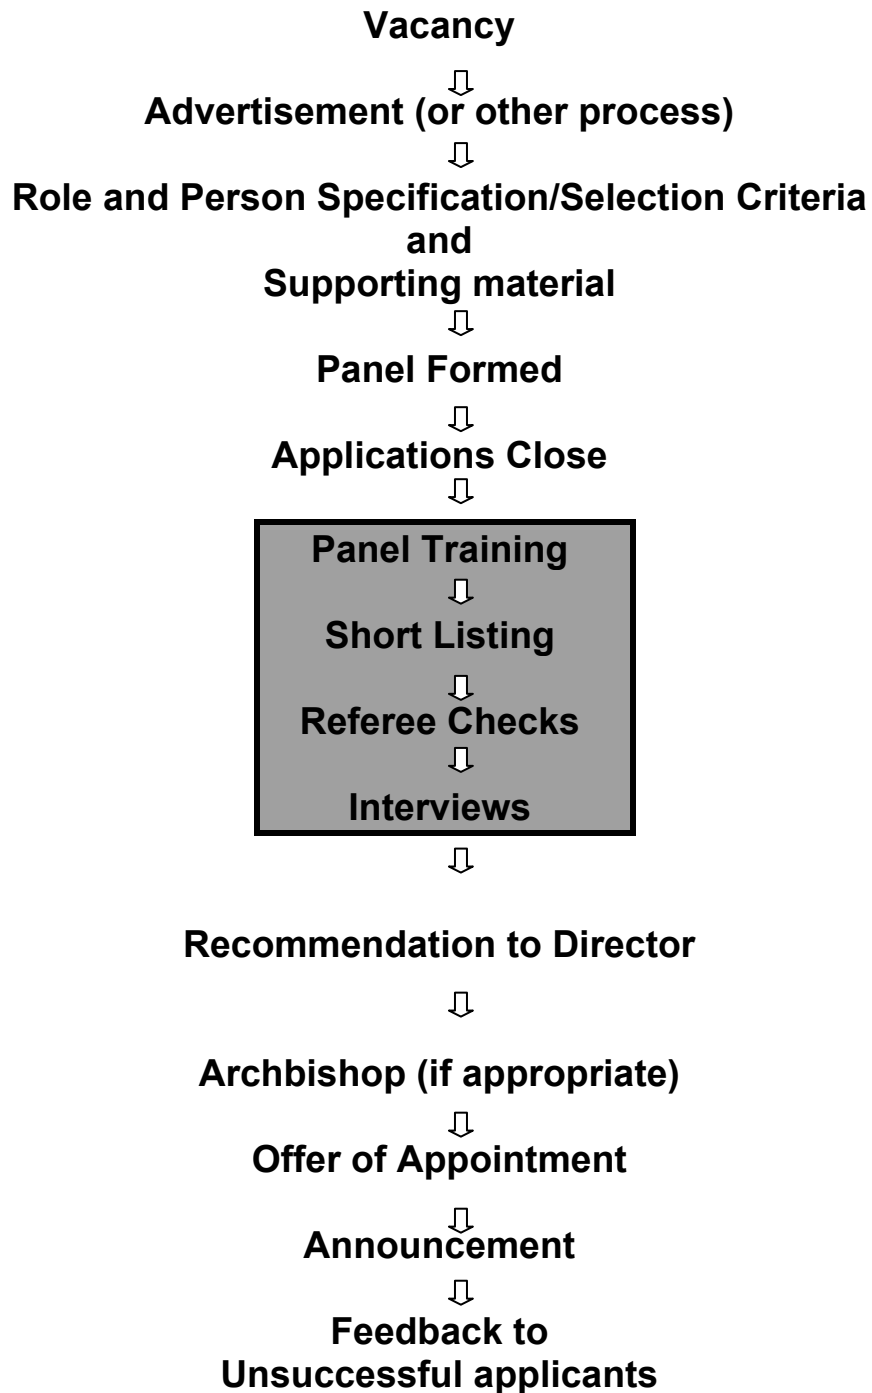 Vacancy
Advertisement (or other process)
Role and Person Specification/Selection Criteria
and
Supporting material
Panel Formed
Applications Close
Panel Training
Short Listing
Referee Checks
Interviews
Recommendation to Director
Archbishop (if appropriate)
Offer of Appointment
Announcement
Feedback to
Unsuccessful applicants